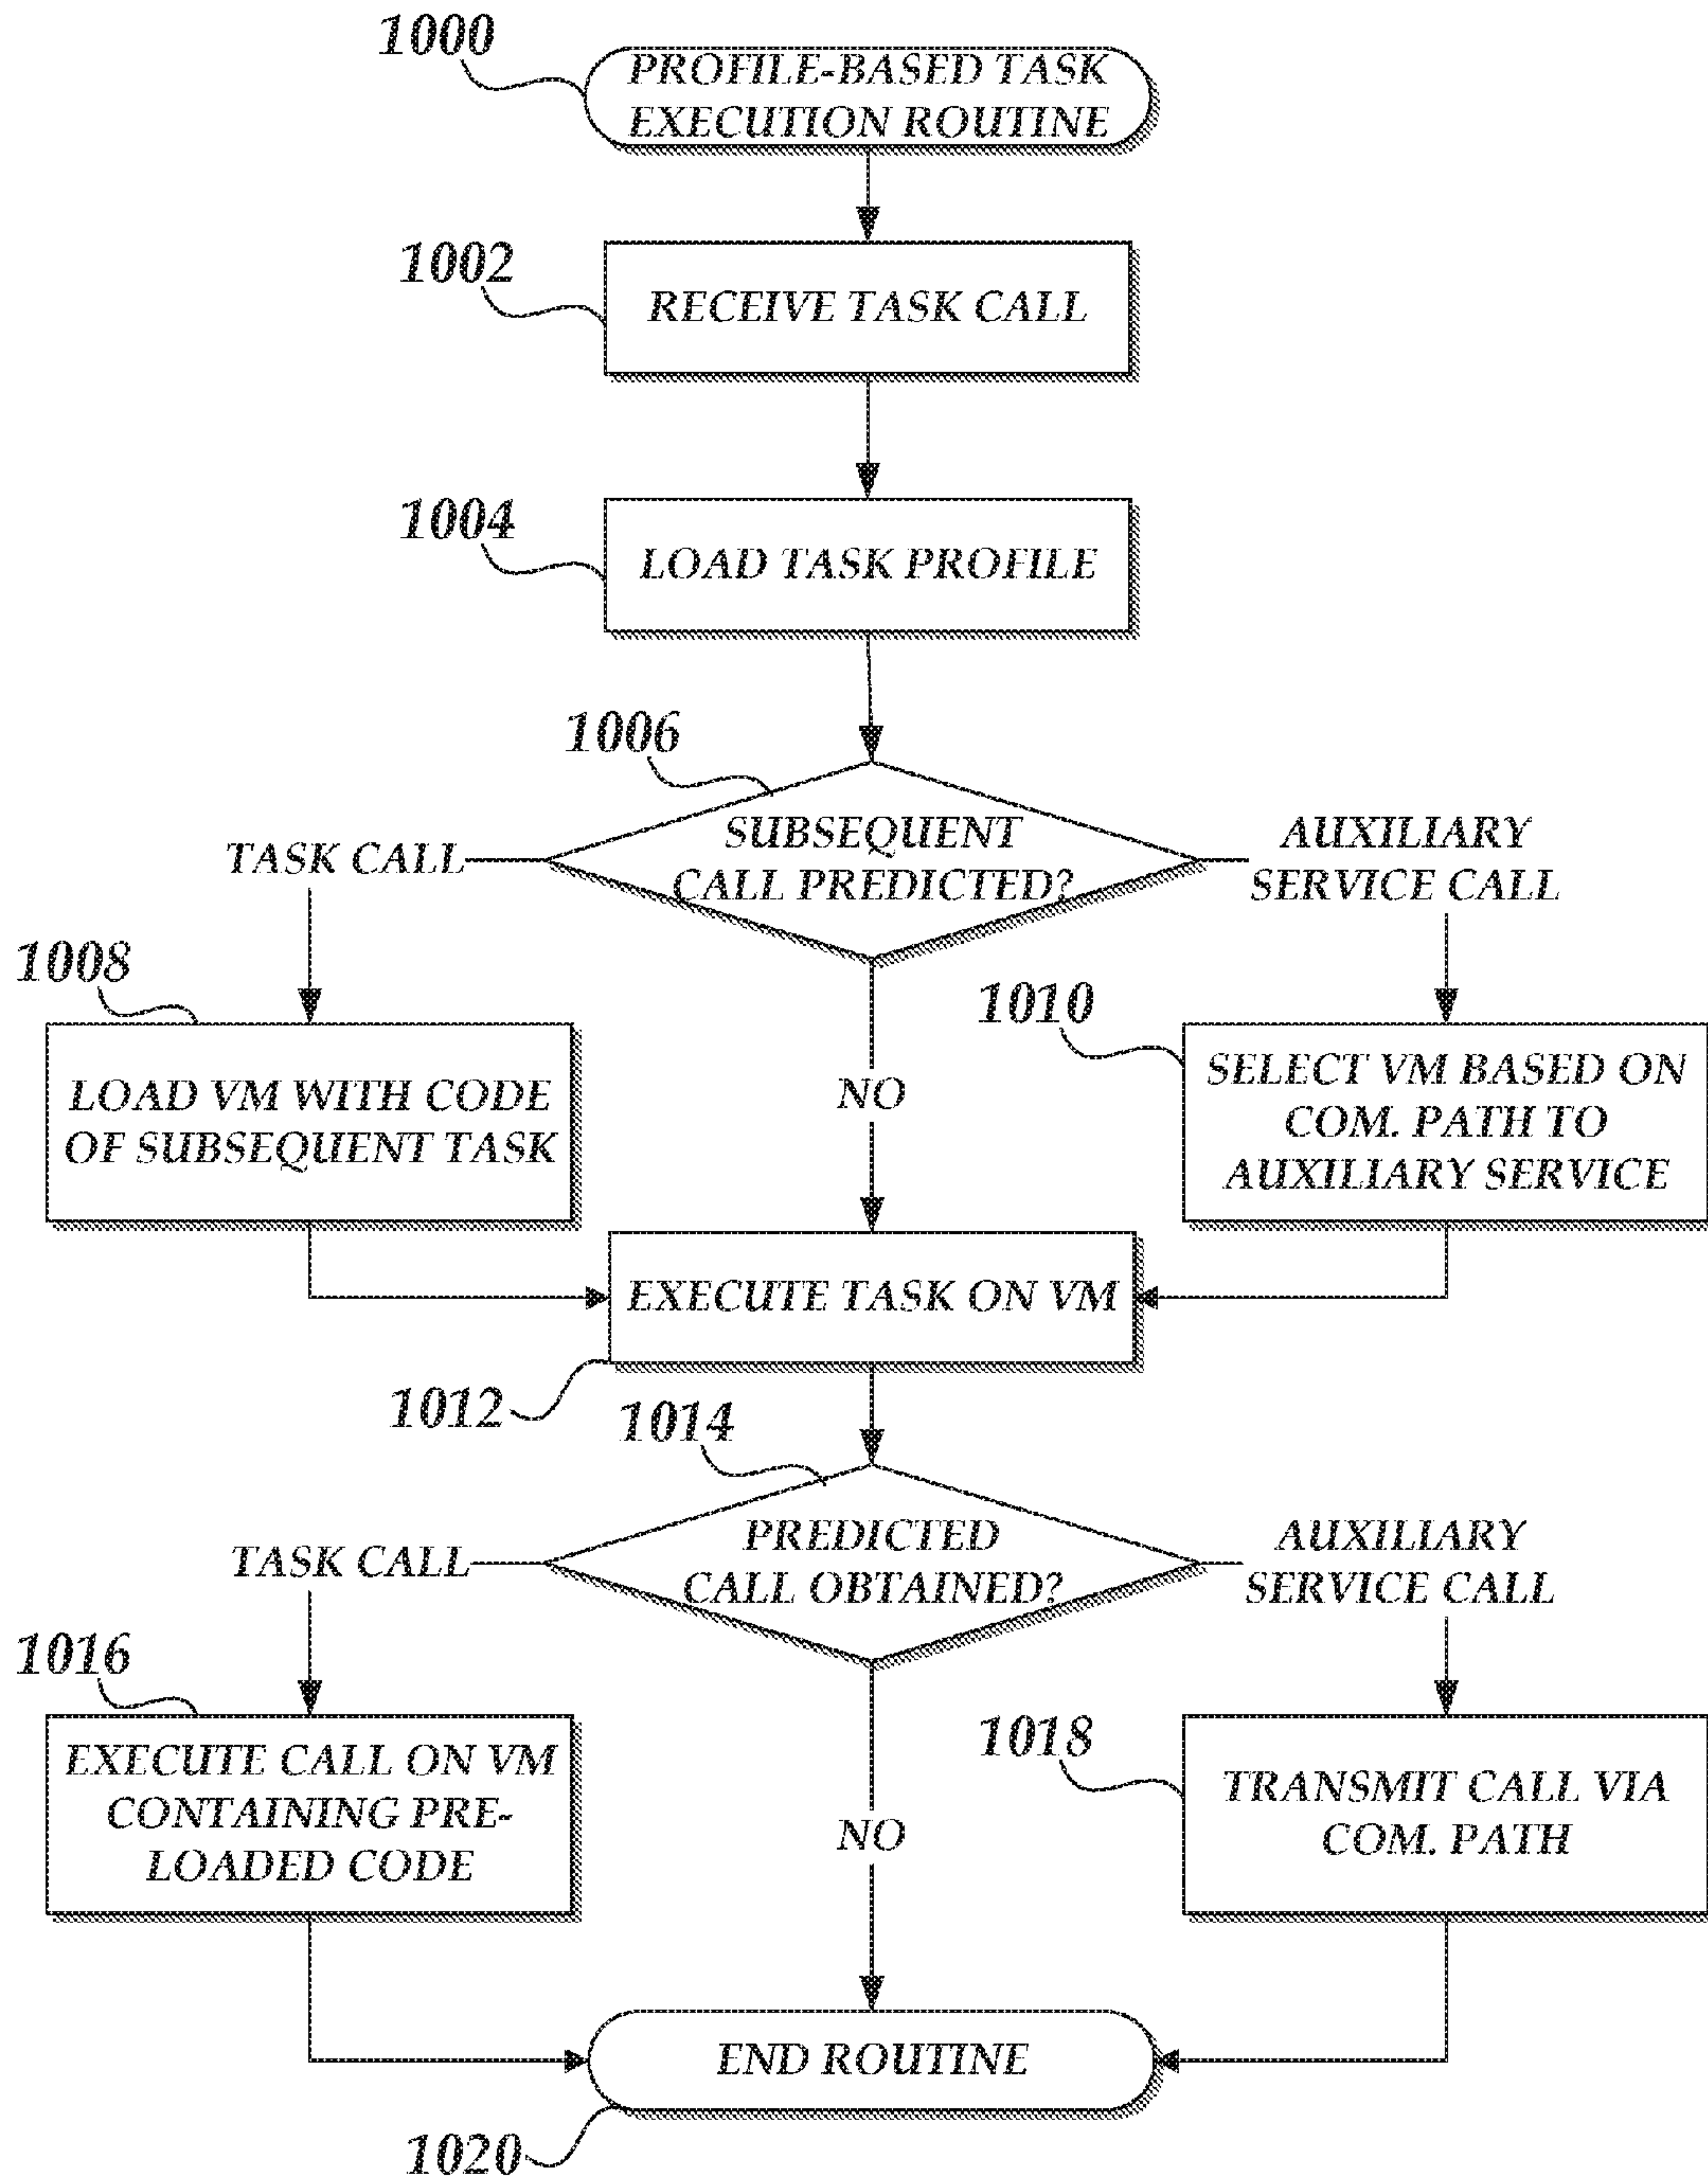 1000
PROFILE-BASED TASK
EXECUTION ROUTINE
1002
RECEIVE TASK CALL
1004
LOAD TASK PROFILE
1006
SUBSEQUENT
CALL PREDICTED?
TASK CALL
AUXILIARY
SERVICE CALL
1008
LOAD VM WITH CODE
OF SUBSEQUENT TASK
NO
1010
SELECT VM BASED ON
COM. PATH TO
AUXILIARY SERVICE
EXECUTE TASK ON VM
1012
1014
PREDICTED
CALL OBTAINED?
TASK CALL
AUXILIARY
SERVICE CALL
1016
EXECUTE CALL ON VM
CONTAINING PRE-
LOADED CODE
NO
1018
TRANSMIT CALL VIA
COM. PATH
END ROUTINE
1020